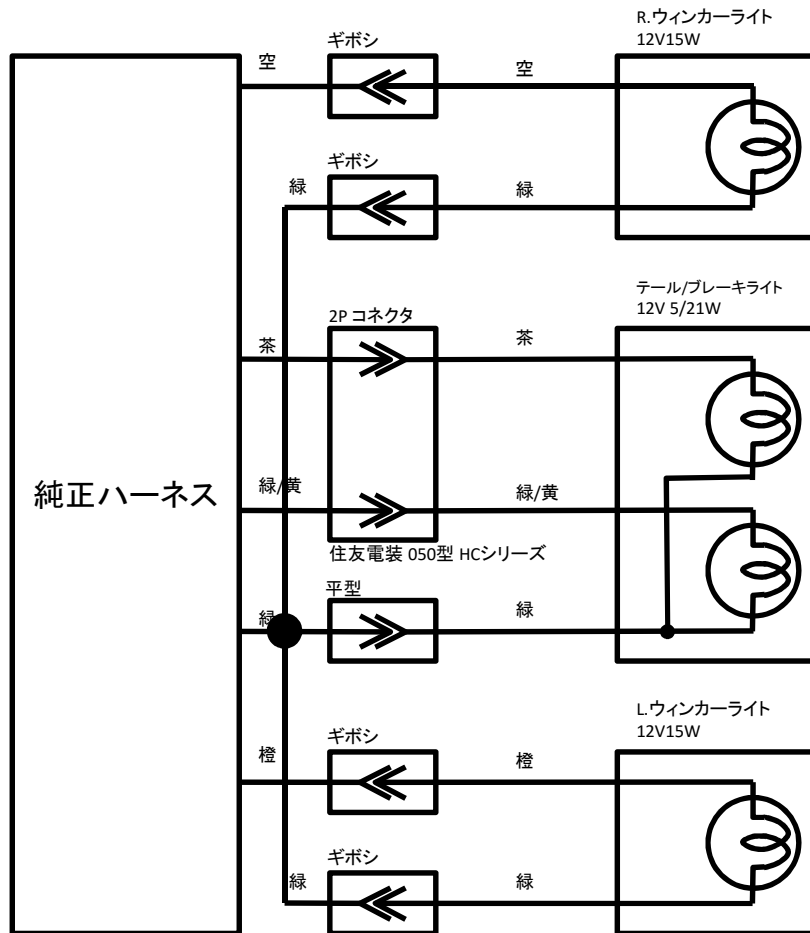 R.ウィンカーライト
12V15W
ギボシ
空
空
ギボシ
緑
緑
テール/ブレーキライト
12V 5/21W
2P コネクタ
茶
茶
純正ハーネス
緑/黄
緑/黄
住友電装 050型 HCシリーズ
平型
緑
緑
L.ウィンカーライト
12V15W
ギボシ
橙
橙
ギボシ
緑
緑